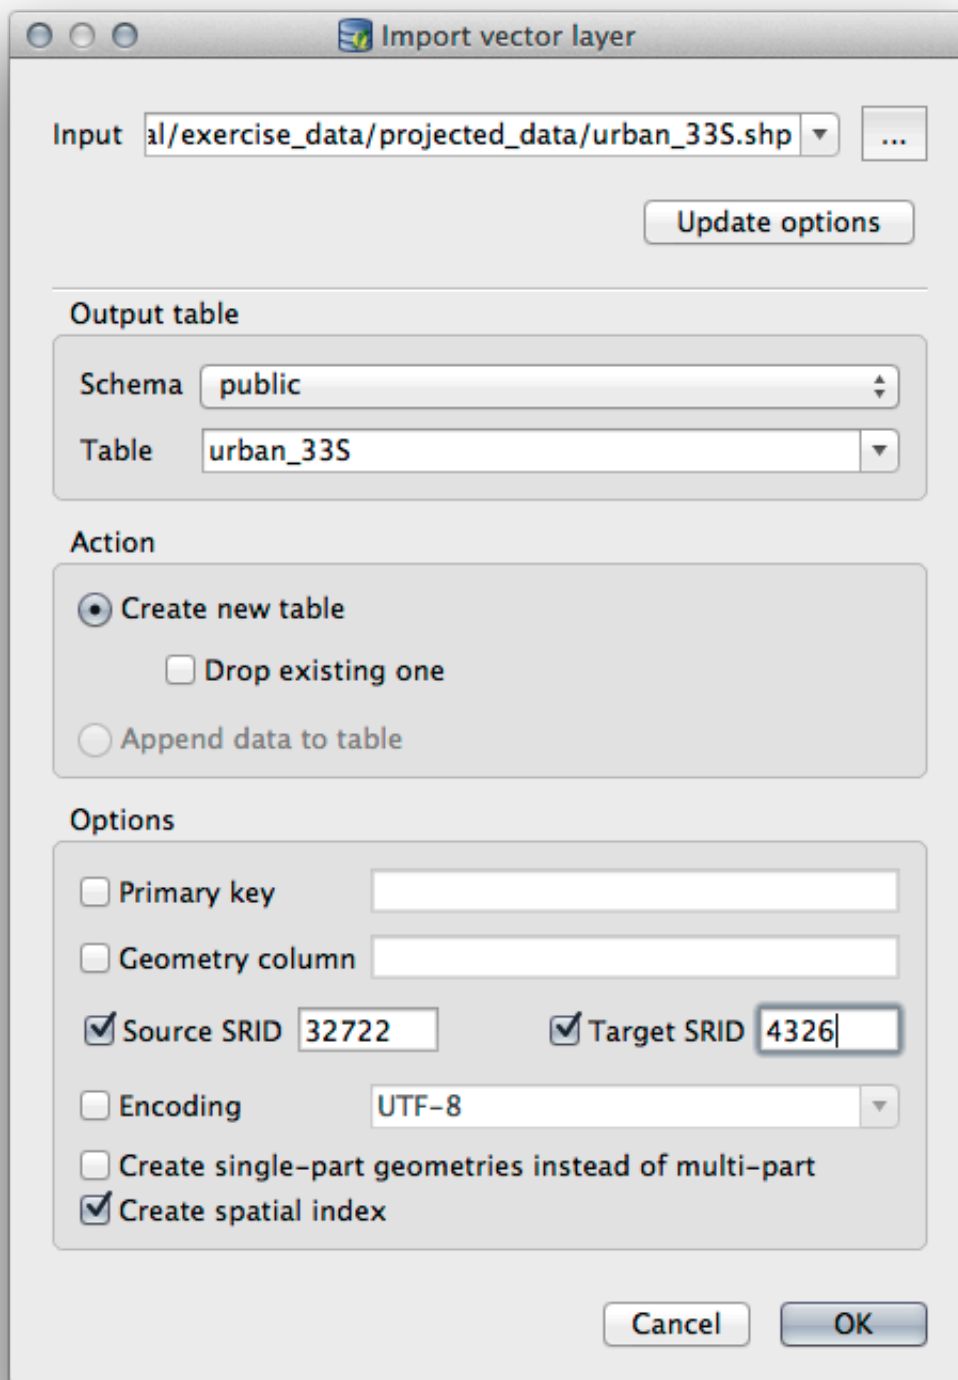 Import vector layer
Input al/exercise_data/projected_data/urban_33S.shp ...
Update options
Output table
Schema public
Table urban_33S
Action
Create new table
Drop existing one
Append data to table
Options
Primary key
Geometry column
Source SRID 32722 Target SRID 4326
Encoding UTF-8
Create single-part geometries instead of multi-part
Create spatial index
Cancel OK